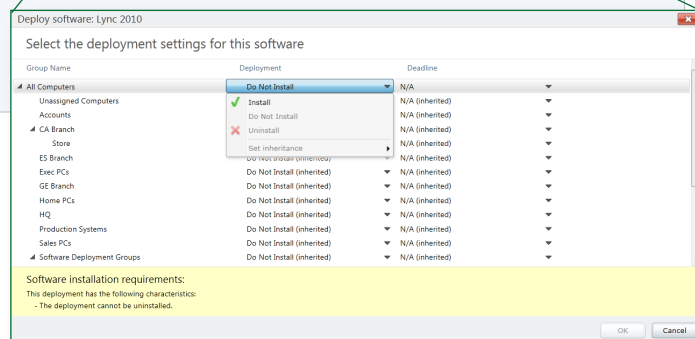 Deploy software: Lync 2010
Select the deployment settings for this software
Group Name Deployment Deadline
All Computers Do Not Install N/A
Unassigned Computers Install N/A (inherited)
Accounts Do Not Install N/A (inherited)
CA Branch Uninstall N/A (inherited)
Store Set inheritance N/A (inherited)
ES Branch Do Not Install (inherited) N/A (inherited)
Exec PCs Do Not Install (inherited) N/A (inherited)
GE Branch Do Not Install (inherited) N/A (inherited)
Home PCs Do Not Install (inherited) N/A (inherited)
HQ Do Not Install (inherited) N/A (inherited)
Production Systems Do Not Install (inherited) N/A (inherited)
Sales PCs Do Not Install (inherited) N/A (inherited)
Software Deployment Groups Do Not Install (inherited) N/A (inherited)
Software installation requirements:
This deployment has the following characteristics:
- The deployment cannot be uninstalled.
OK Cancel